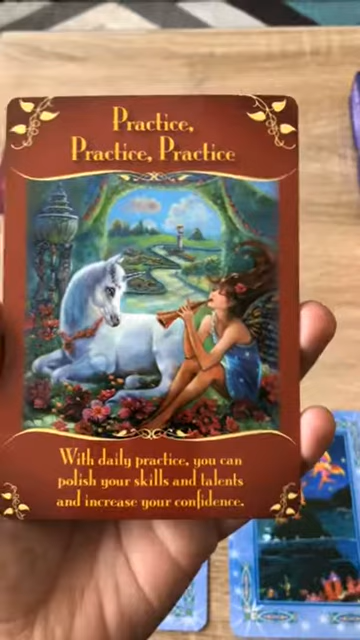 Practice,
Practice, Practice
With daily practice, you can
polish your skills and talents
and increase your confidence.